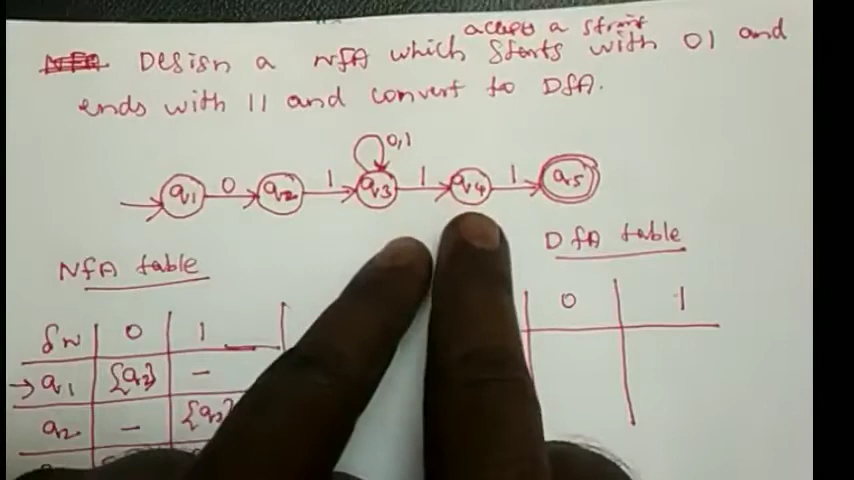 accepts a string
NFA Design a NFA which starts with 01 and
ends with 11 and convert to DFA.
0,1
q1 0 q2 1 q3 1 q4 1 q5
NFA table
DFA table
δN 0 1
0 1
→q1 {q2} -
q2 - {q3}